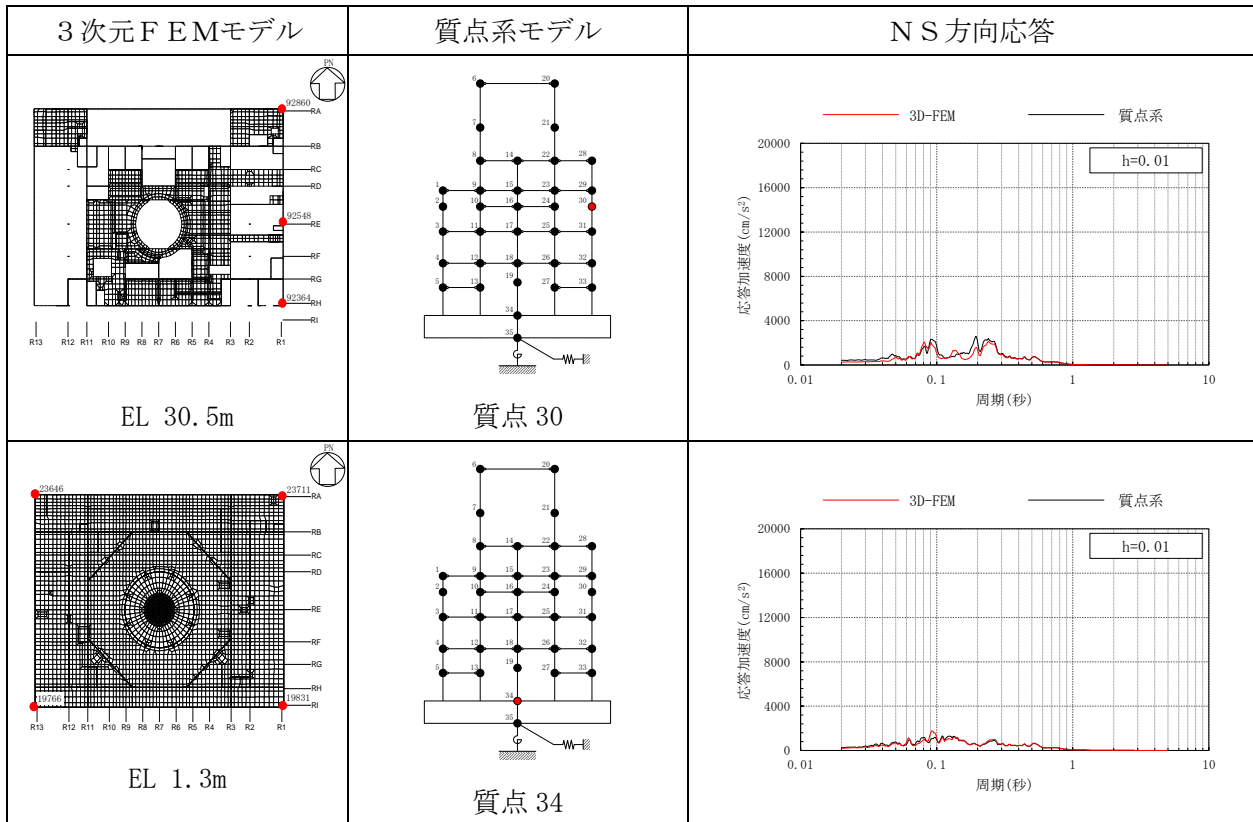 ３次元ＦＥＭモデル
質点系モデル
ＮＳ方向応答
PN
92860
RA
RB
RC
RD
92548
RE
RF
RG
92364
RH
RI
R13 R12 R11 R10 R9 R8 R7 R6 R5 R4 R3 R2 R1
EL 30.5m
6 20
7 21
8 14 22 28
1 9 15 23 29
2 10 16 24 30
3 11 17 25 31
4 12 18 26 32
5 13 19 27 33
34
35
質点 30
3D-FEM 質点系
h=0.01
応答加速度(cm/s²)
20000
16000
12000
8000
4000
0
0.01 0.1 1 10
周期(秒)
PN
23646
23711
RA
RB
RC
RD
RE
RF
RG
RH
19766
19831
RI
R13 R12 R11 R10 R9 R8 R7 R6 R5 R4 R3 R2 R1
EL 1.3m
6 20
7 21
8 14 22 28
1 9 15 23 29
2 10 16 24 30
3 11 17 25 31
4 12 18 26 32
5 13 19 27 33
34
35
質点 34
3D-FEM 質点系
h=0.01
応答加速度(cm/s²)
20000
16000
12000
8000
4000
0
0.01 0.1 1 10
周期(秒)